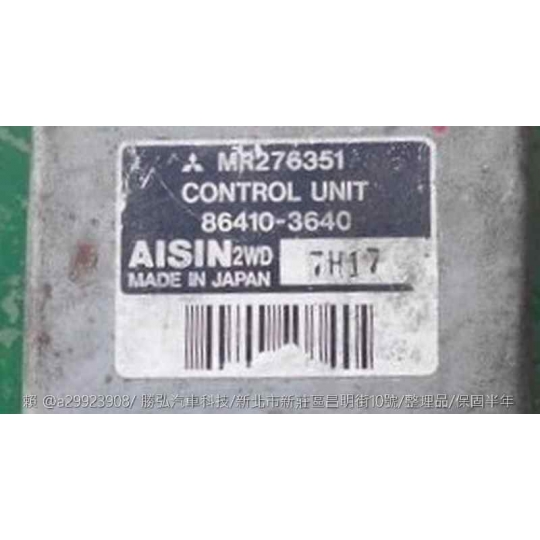 MR276351
CONTROL UNIT
86410-3640
AISIN 2WD 7H17
MADE IN JAPAN
賴 @a29923908/ 勝弘汽車科技/新北市新莊區昌明街10號/整理品/保固半年